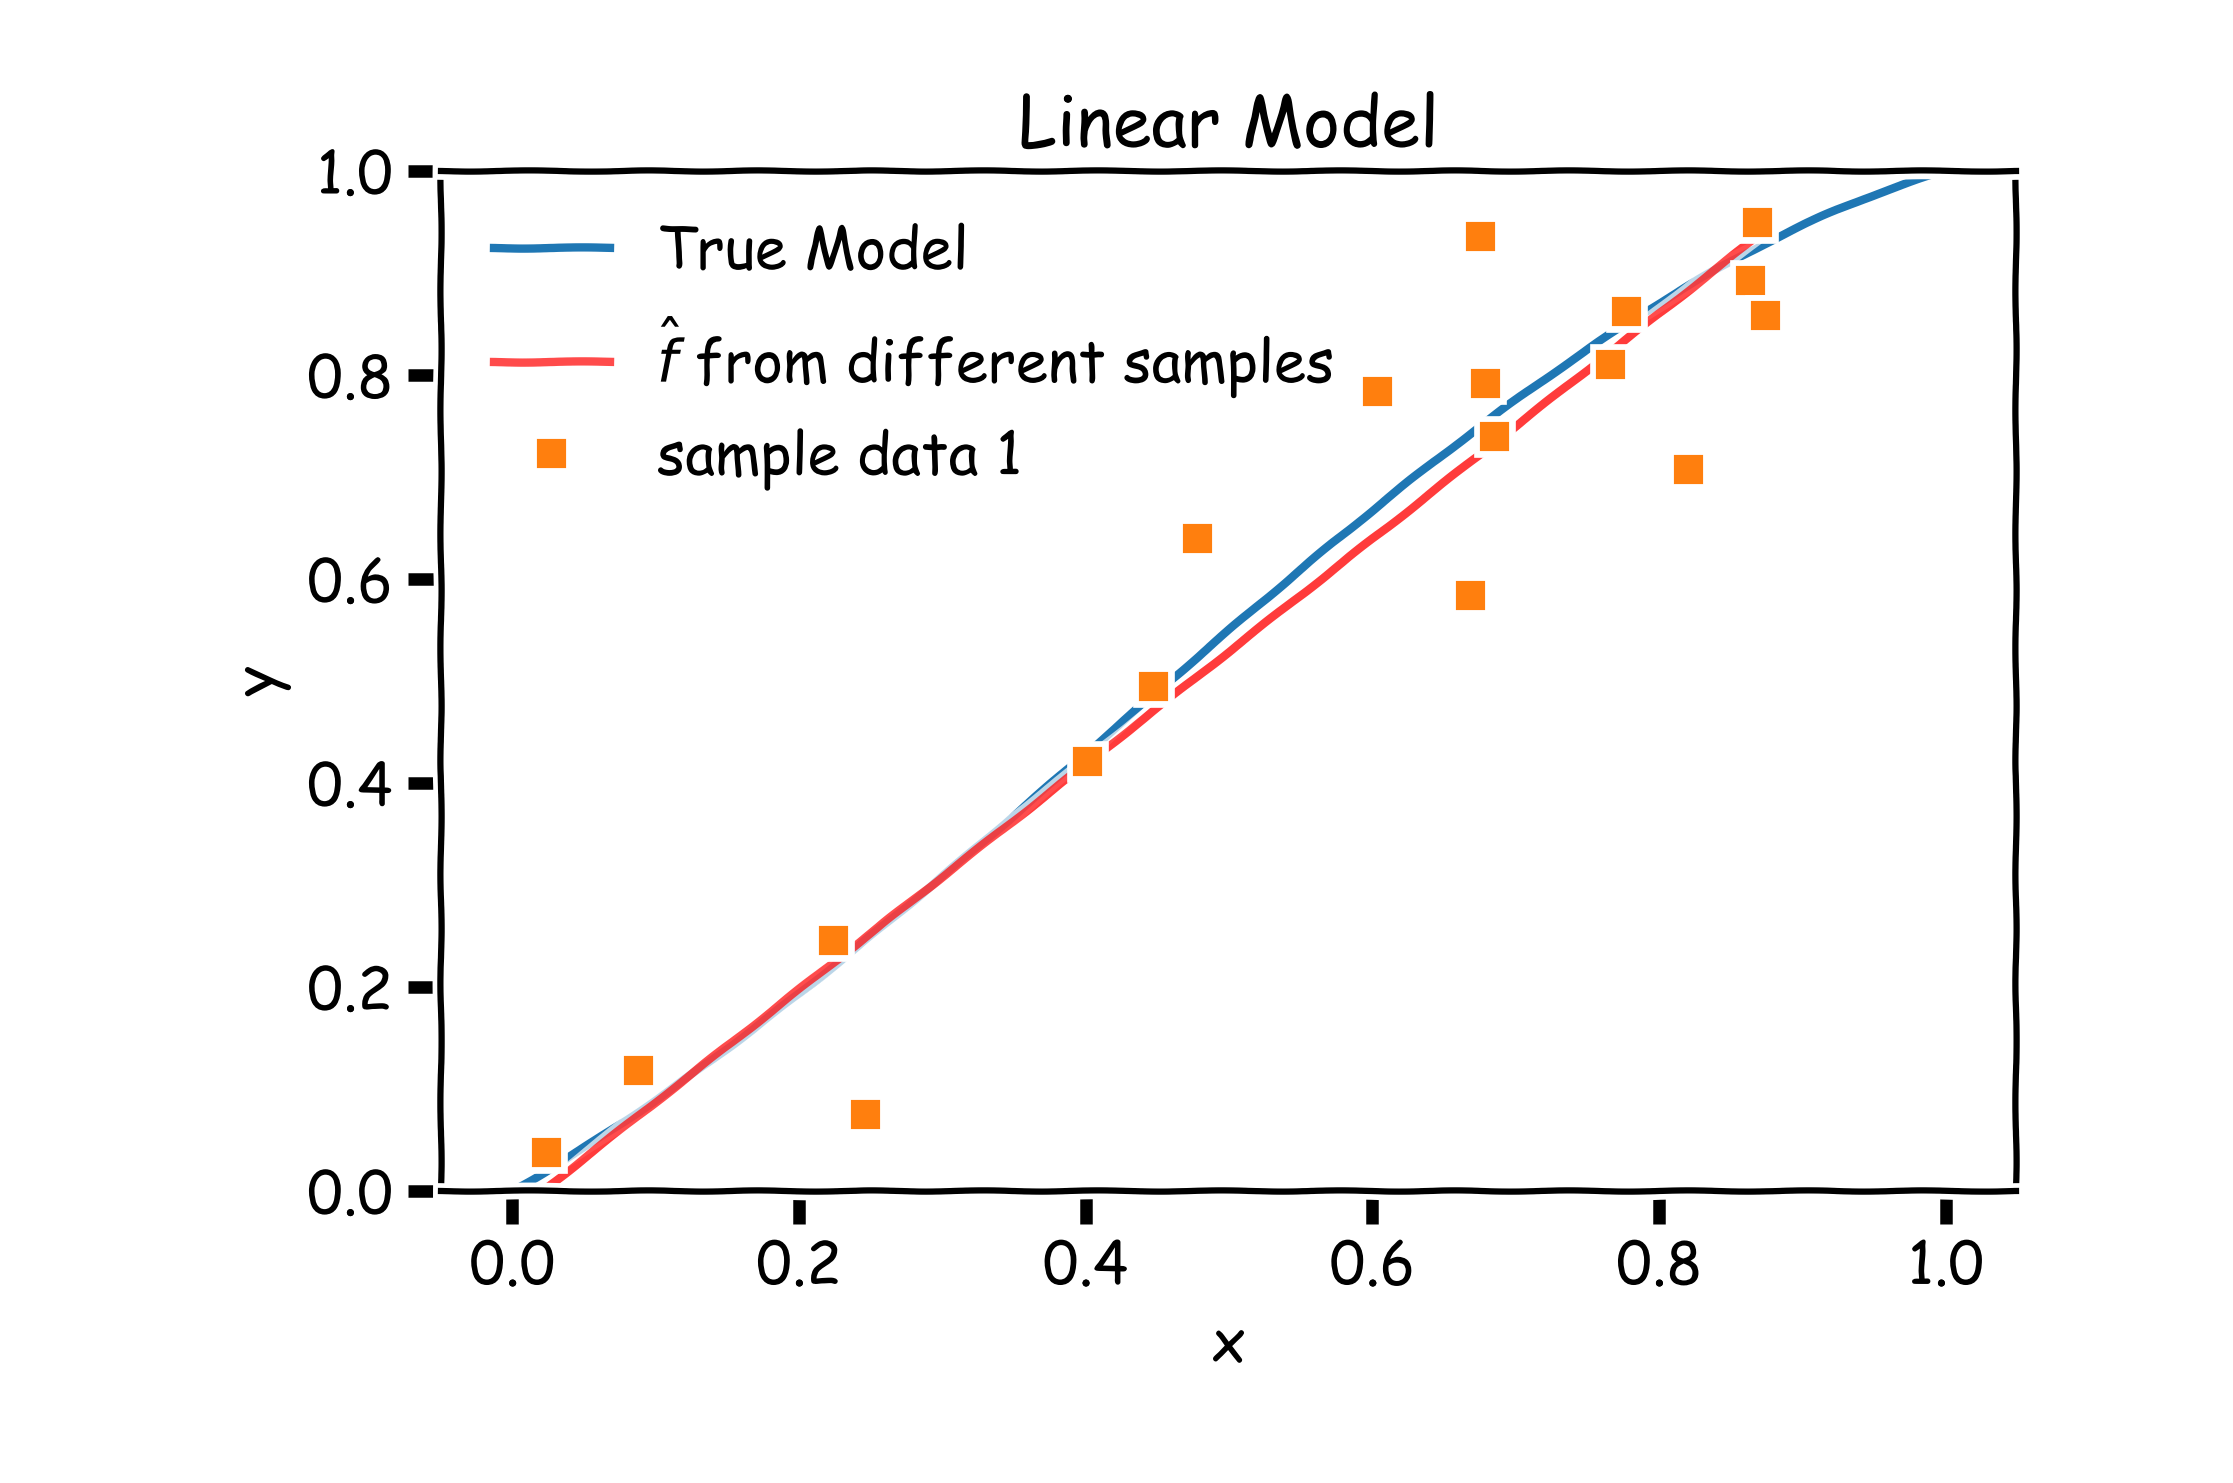 Linear Model
1.0
0.8
0.6
0.4
0.2
0.0
y
True Model
f̂ from different samples
sample data 1
0.0 0.2 0.4 0.6 0.8 1.0
x